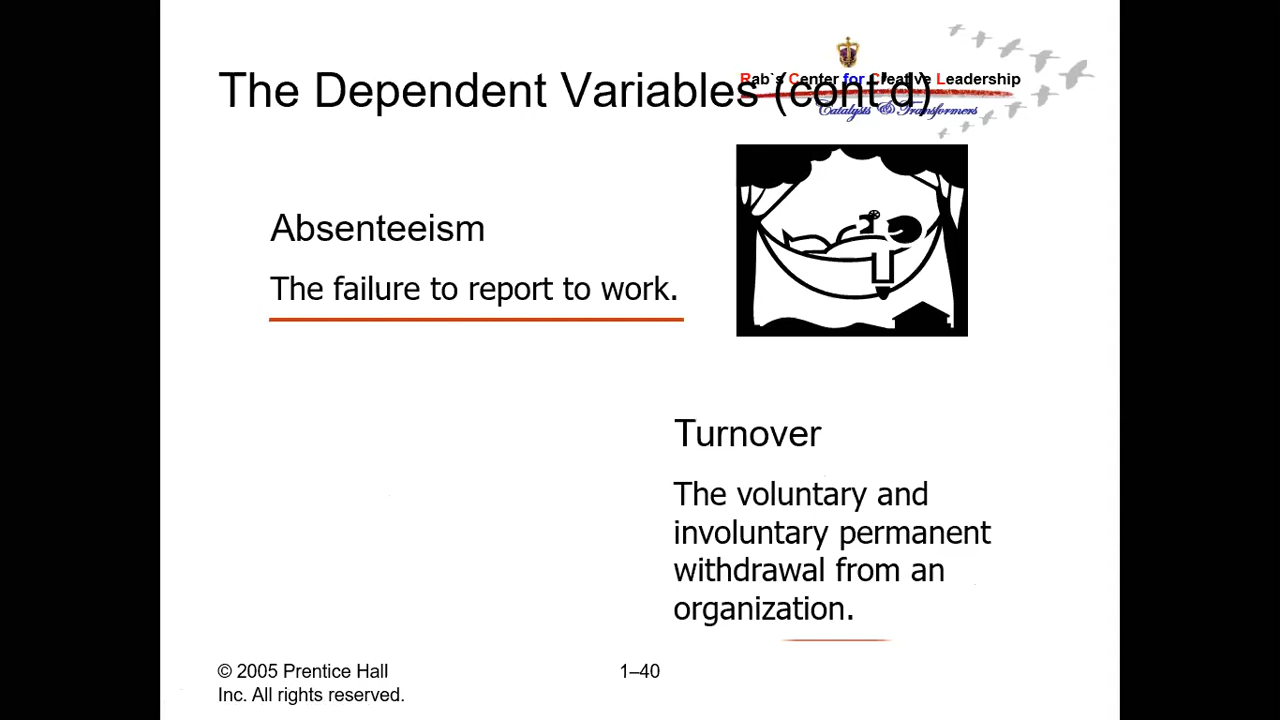 The Dependent Variables (cont'd)
Rab`s Center for Creative Leadership
Catalysts & Transformers
Absenteeism
The failure to report to work.
Turnover
The voluntary and
involuntary permanent
withdrawal from an
organization.
© 2005 Prentice Hall
Inc. All rights reserved.
1–40